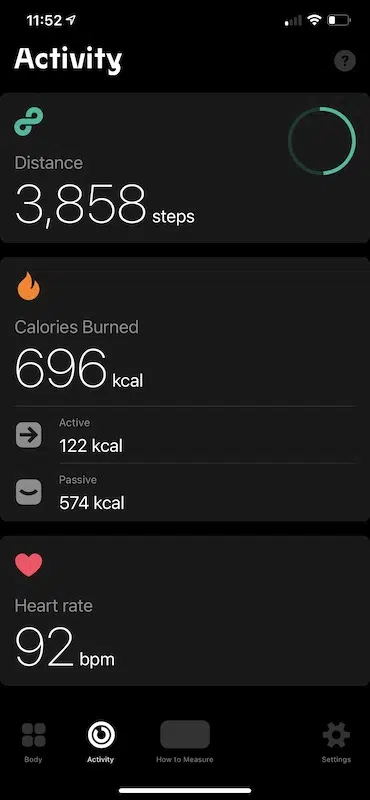 11:52
Activity
?
Distance
3,858 steps
Calories Burned
696 kcal
Active
122 kcal
Passive
574 kcal
Heart rate
92 bpm
Body Activity How to Measure Settings